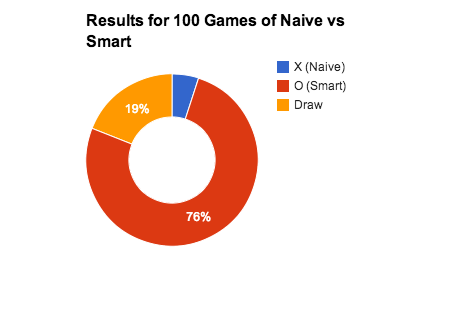 Results for 100 Games of Naive vs
Smart
X (Naive)
O (Smart)
Draw
19%
76%